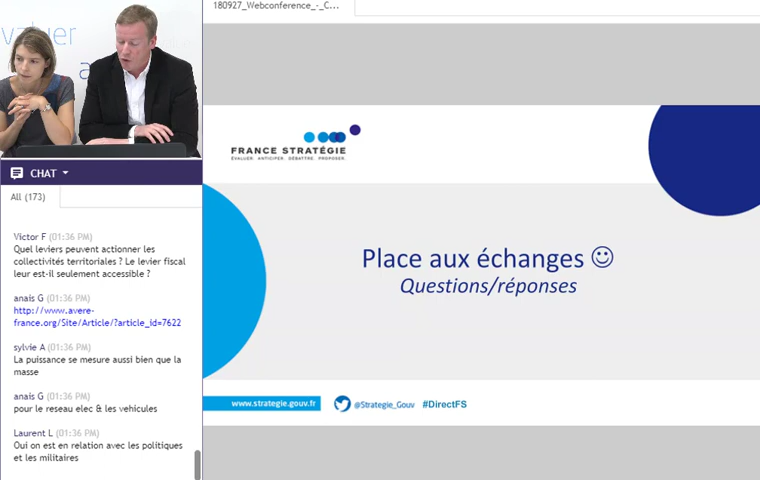 180927_Webconference_-_C...
valuer
FRANCE STRATÉGIE
ÉVALUER. ANTICIPER. DÉBATTRE. PROPOSER.
CHAT
All (173)
Victor F (01:36 PM)
Quel leviers peuvent actionner les
collectivités territoriales ? Le levier fiscal
leur est-il seulement accessible ?
anais G (01:36 PM)
http://www.avere-
france.org/Site/Article/?article_id=7622
sylvie A (01:36 PM)
La puissance se mesure aussi bien que la
masse
anais G (01:36 PM)
pour le reseau elec & les vehicules
Laurent L (01:36 PM)
Oui on est en relation avec les politiques
et les militaires
Place aux échanges ☺
Questions/réponses
www.strategie.gouv.fr
@Strategie_Gouv
#DirectFS